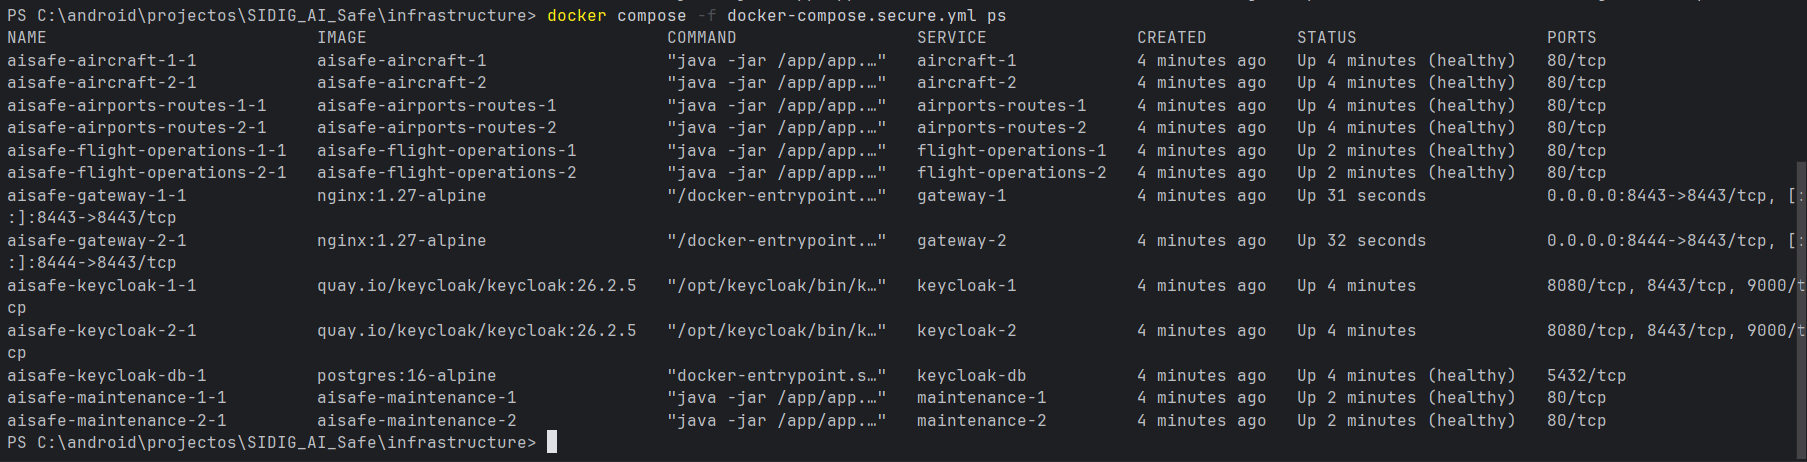 PS C:\android\projectos\SIDIG_AI_Safe\infrastructure> docker compose -f docker-compose.secure.yml ps
NAME IMAGE COMMAND SERVICE CREATED STATUS PORTS
aisafe-aircraft-1-1 aisafe-aircraft-1 "java -jar /app/app.…" aircraft-1 4 minutes ago Up 4 minutes (healthy) 80/tcp
aisafe-aircraft-2-1 aisafe-aircraft-2 "java -jar /app/app.…" aircraft-2 4 minutes ago Up 4 minutes (healthy) 80/tcp
aisafe-airports-routes-1-1 aisafe-airports-routes-1 "java -jar /app/app.…" airports-routes-1 4 minutes ago Up 4 minutes (healthy) 80/tcp
aisafe-airports-routes-2-1 aisafe-airports-routes-2 "java -jar /app/app.…" airports-routes-2 4 minutes ago Up 4 minutes (healthy) 80/tcp
aisafe-flight-operations-1-1 aisafe-flight-operations-1 "java -jar /app/app.…" flight-operations-1 4 minutes ago Up 2 minutes (healthy) 80/tcp
aisafe-flight-operations-2-1 aisafe-flight-operations-2 "java -jar /app/app.…" flight-operations-2 4 minutes ago Up 2 minutes (healthy) 80/tcp
aisafe-gateway-1-1 nginx:1.27-alpine "/docker-entrypoint.…" gateway-1 4 minutes ago Up 31 seconds 0.0.0.0:8443->8443/tcp, [:
:]:8443->8443/tcp
aisafe-gateway-2-1 nginx:1.27-alpine "/docker-entrypoint.…" gateway-2 4 minutes ago Up 32 seconds 0.0.0.0:8444->8443/tcp, [:
:]:8444->8443/tcp
aisafe-keycloak-1-1 quay.io/keycloak/keycloak:26.2.5 "/opt/keycloak/bin/k…" keycloak-1 4 minutes ago Up 4 minutes 8080/tcp, 8443/tcp, 9000/t
cp
aisafe-keycloak-2-1 quay.io/keycloak/keycloak:26.2.5 "/opt/keycloak/bin/k…" keycloak-2 4 minutes ago Up 4 minutes 8080/tcp, 8443/tcp, 9000/t
cp
aisafe-keycloak-db-1 postgres:16-alpine "docker-entrypoint.s…" keycloak-db 4 minutes ago Up 4 minutes (healthy) 5432/tcp
aisafe-maintenance-1-1 aisafe-maintenance-1 "java -jar /app/app.…" maintenance-1 4 minutes ago Up 2 minutes (healthy) 80/tcp
aisafe-maintenance-2-1 aisafe-maintenance-2 "java -jar /app/app.…" maintenance-2 4 minutes ago Up 2 minutes (healthy) 80/tcp
PS C:\android\projectos\SIDIG_AI_Safe\infrastructure>